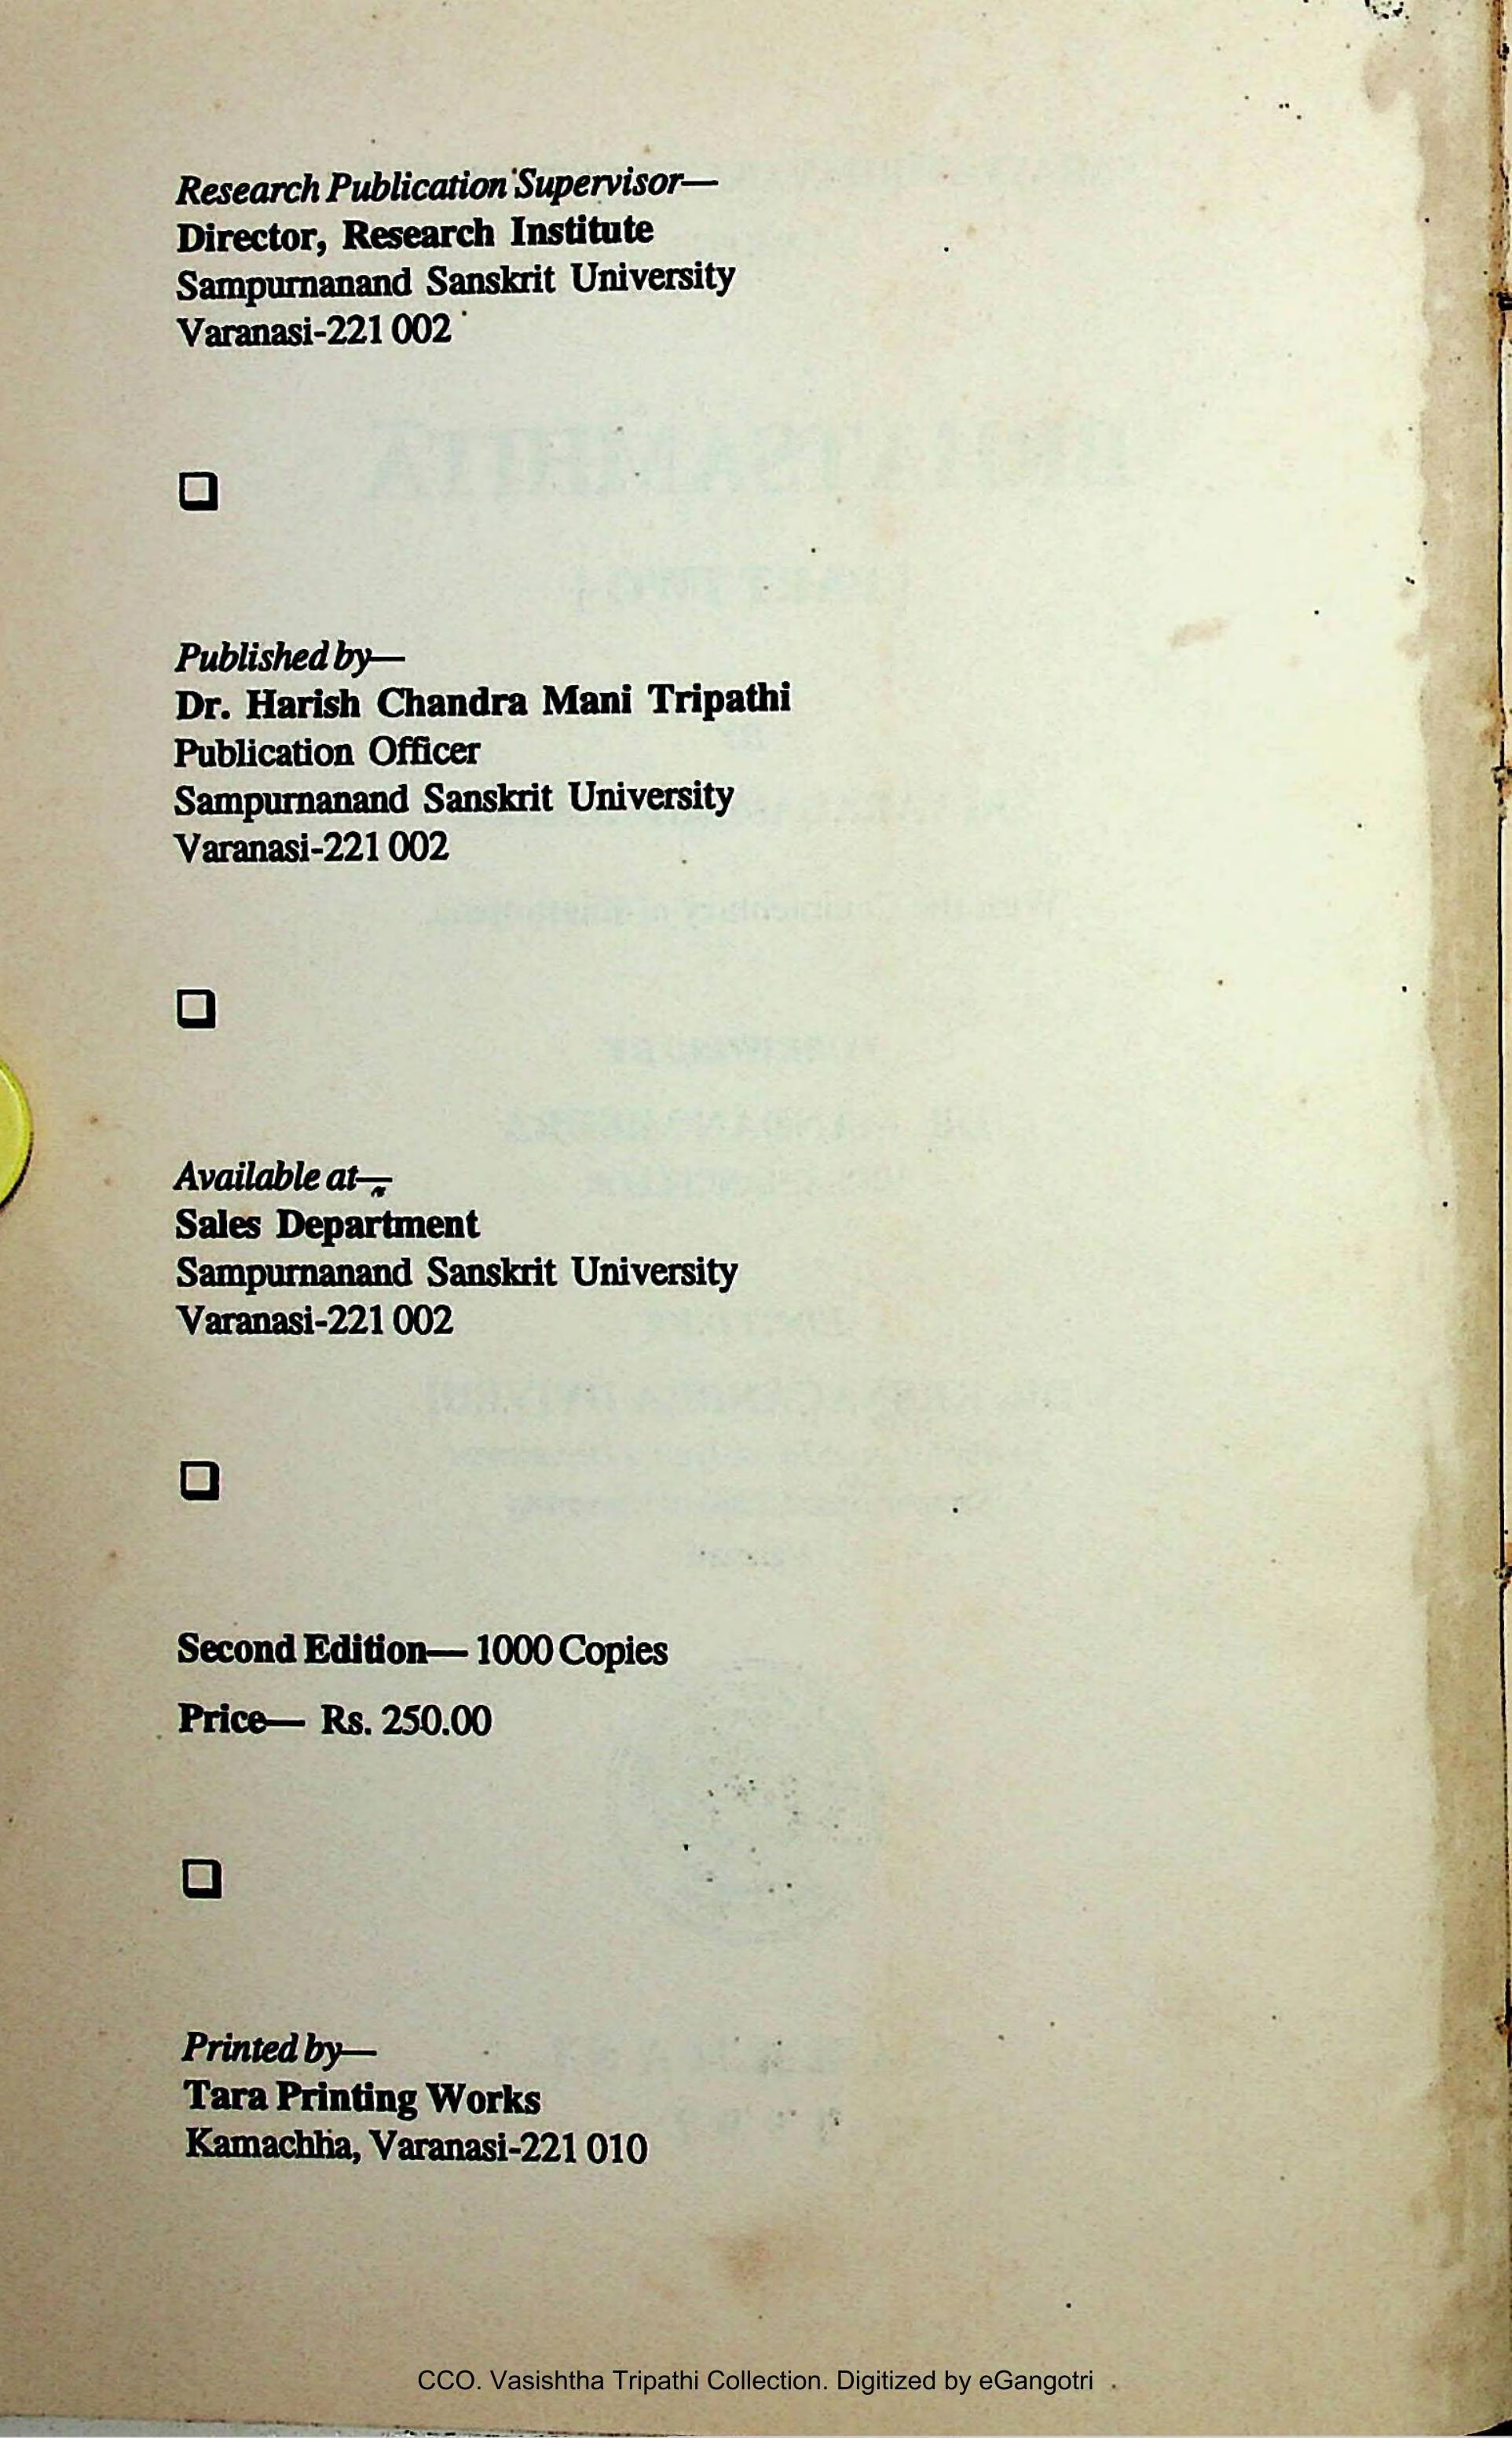 Research Publication Supervisor—
Director, Research Institute
Sampurnanand Sanskrit University
Varanasi-221 002
❏
Published by—
Dr. Harish Chandra Mani Tripathi
Publication Officer
Sampurnanand Sanskrit University
Varanasi-221 002
❏
Available at—
Sales Department
Sampurnanand Sanskrit University
Varanasi-221 002
❏
Second Edition— 1000 Copies
Price— Rs. 250.00
❏
Printed by—
Tara Printing Works
Kamachha, Varanasi-221 010
CCO. Vasishtha Tripathi Collection. Digitized by eGangotri